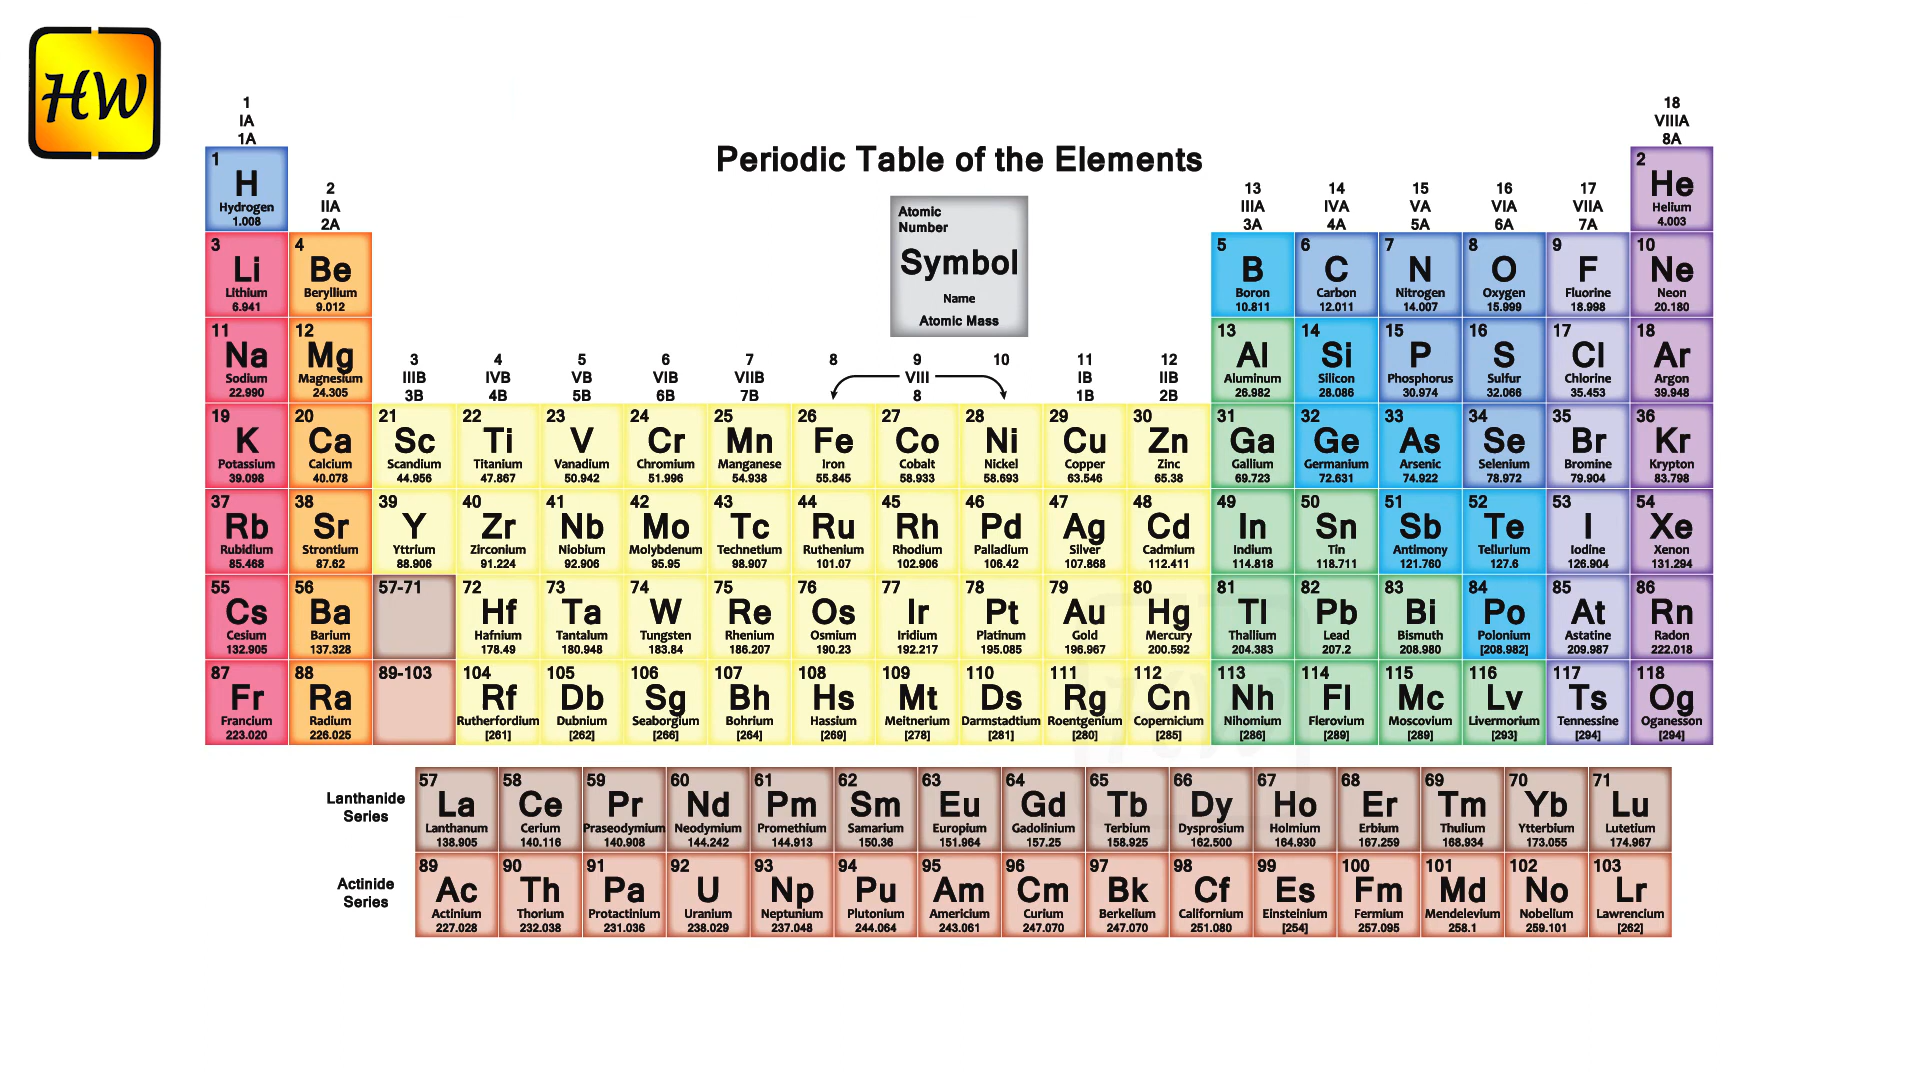 HW
Periodic Table of the Elements
Atomic
Number
Symbol
Name
Atomic Mass
1
IA
1A
2
IIA
2A
3
IIIB
3B
4
IVB
4B
5
VB
5B
6
VIB
6B
7
VIIB
7B
8
9
10
VIII
8
11
IB
1B
12
IIB
2B
13
IIIA
3A
14
IVA
4A
15
VA
5A
16
VIA
6A
17
VIIA
7A
18
VIIIA
8A
1 H Hydrogen 1.008
2 He Helium 4.003
3 Li Lithium 6.941
4 Be Beryllium 9.012
5 B Boron 10.811
6 C Carbon 12.011
7 N Nitrogen 14.007
8 O Oxygen 15.999
9 F Fluorine 18.998
10 Ne Neon 20.180
11 Na Sodium 22.990
12 Mg Magnesium 24.305
13 Al Aluminum 26.982
14 Si Silicon 28.086
15 P Phosphorus 30.974
16 S Sulfur 32.066
17 Cl Chlorine 35.453
18 Ar Argon 39.948
19 K Potassium 39.098
20 Ca Calcium 40.078
21 Sc Scandium 44.956
22 Ti Titanium 47.867
23 V Vanadium 50.942
24 Cr Chromium 51.996
25 Mn Manganese 54.938
26 Fe Iron 55.845
27 Co Cobalt 58.933
28 Ni Nickel 58.693
29 Cu Copper 63.546
30 Zn Zinc 65.38
31 Ga Gallium 69.723
32 Ge Germanium 72.631
33 As Arsenic 74.922
34 Se Selenium 78.972
35 Br Bromine 79.904
36 Kr Krypton 83.798
37 Rb Rubidium 85.468
38 Sr Strontium 87.62
39 Y Yttrium 88.906
40 Zr Zirconium 91.224
41 Nb Niobium 92.906
42 Mo Molybdenum 95.95
43 Tc Technetium 98.907
44 Ru Ruthenium 101.07
45 Rh Rhodium 102.906
46 Pd Palladium 106.42
47 Ag Silver 107.868
48 Cd Cadmium 112.411
49 In Indium 114.818
50 Sn Tin 118.711
51 Sb Antimony 121.760
52 Te Tellurium 127.6
53 I Iodine 126.904
54 Xe Xenon 131.294
55 Cs Cesium 132.905
56 Ba Barium 137.328
57-71
72 Hf Hafnium 178.49
73 Ta Tantalum 180.948
74 W Tungsten 183.84
75 Re Rhenium 186.207
76 Os Osmium 190.23
77 Ir Iridium 192.217
78 Pt Platinum 195.085
79 Au Gold 196.967
80 Hg Mercury 200.592
81 Tl Thallium 204.383
82 Pb Lead 207.2
83 Bi Bismuth 208.980
84 Po Polonium [208.982]
85 At Astatine 209.987
86 Rn Radon 222.018
87 Fr Francium 223.020
88 Ra Radium 226.025
89-103
104 Rf Rutherfordium [261]
105 Db Dubnium [262]
106 Sg Seaborgium [266]
107 Bh Bohrium [264]
108 Hs Hassium [269]
109 Mt Meitnerium [278]
110 Ds Darmstadtium [281]
111 Rg Roentgenium [280]
112 Cn Copernicium [285]
113 Nh Nihomium [286]
114 Fl Flerovium [289]
115 Mc Moscovium [289]
116 Lv Livermorium [293]
117 Ts Tennessine [294]
118 Og Oganesson [294]
Lanthanide
Series
57 La Lanthanum 138.905
58 Ce Cerium 140.116
59 Pr Praseodymium 140.908
60 Nd Neodymium 144.242
61 Pm Promethium 144.913
62 Sm Samarium 150.36
63 Eu Europium 151.964
64 Gd Gadolinium 157.25
65 Tb Terbium 158.925
66 Dy Dysprosium 162.500
67 Ho Holmium 164.930
68 Er Erbium 167.259
69 Tm Thulium 168.934
70 Yb Ytterbium 173.055
71 Lu Lutetium 174.967
Actinide
Series
89 Ac Actinium 227.028
90 Th Thorium 232.038
91 Pa Protactinium 231.036
92 U Uranium 238.029
93 Np Neptunium 237.048
94 Pu Plutonium 244.064
95 Am Americium 243.061
96 Cm Curium 247.070
97 Bk Berkelium 247.070
98 Cf Californium 251.080
99 Es Einsteinium [254]
100 Fm Fermium 257.095
101 Md Mendelevium 258.1
102 No Nobelium 259.101
103 Lr Lawrencium [262]